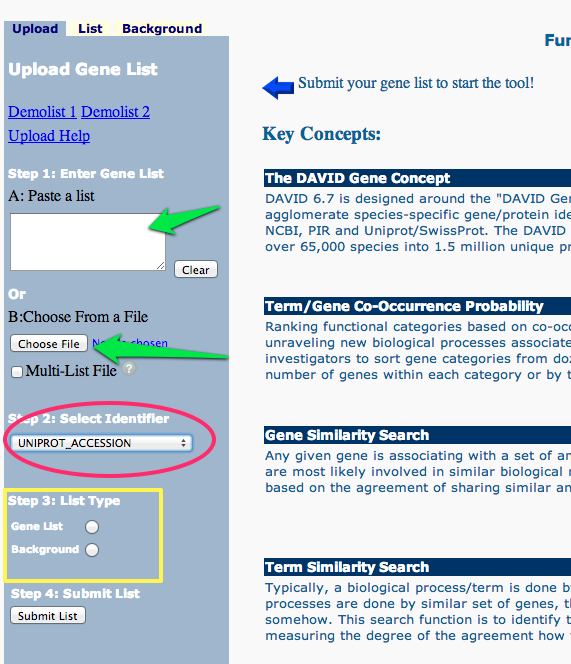 Upload List Background
Upload Gene List
Demolist 1 Demolist 2
Upload Help
Step 1: Enter Gene List
A: Paste a list
Clear
Or
B:Choose From a File
Choose File chosen
Multi-List File ?
Step 2: Select Identifier
UNIPROT_ACCESSION
Step 3: List Type
Gene List
Background
Step 4: Submit List
Submit List
Fun
Submit your gene list to start the tool!
Key Concepts:
The DAVID Gene Concept
DAVID 6.7 is designed around the "DAVID Ge
agglomerate species-specific gene/protein ide
NCBI, PIR and Uniprot/SwissProt. The DAVID
over 65,000 species into 1.5 million unique pr
Term/Gene Co-Occurrence Probability
Ranking functional categories based on co-occ
unraveling new biological processes associate
investigators to sort gene categories from doz
number of genes within each category or by t
Gene Similarity Search
Any given gene is associating with a set of an
are most likely involved in similar biological
based on the agreement of sharing similar an
Term Similarity Search
Typically, a biological process/term is done b
processes are done by similar set of genes, t
somehow. This search function is to identify t
measuring the degree of the agreement how